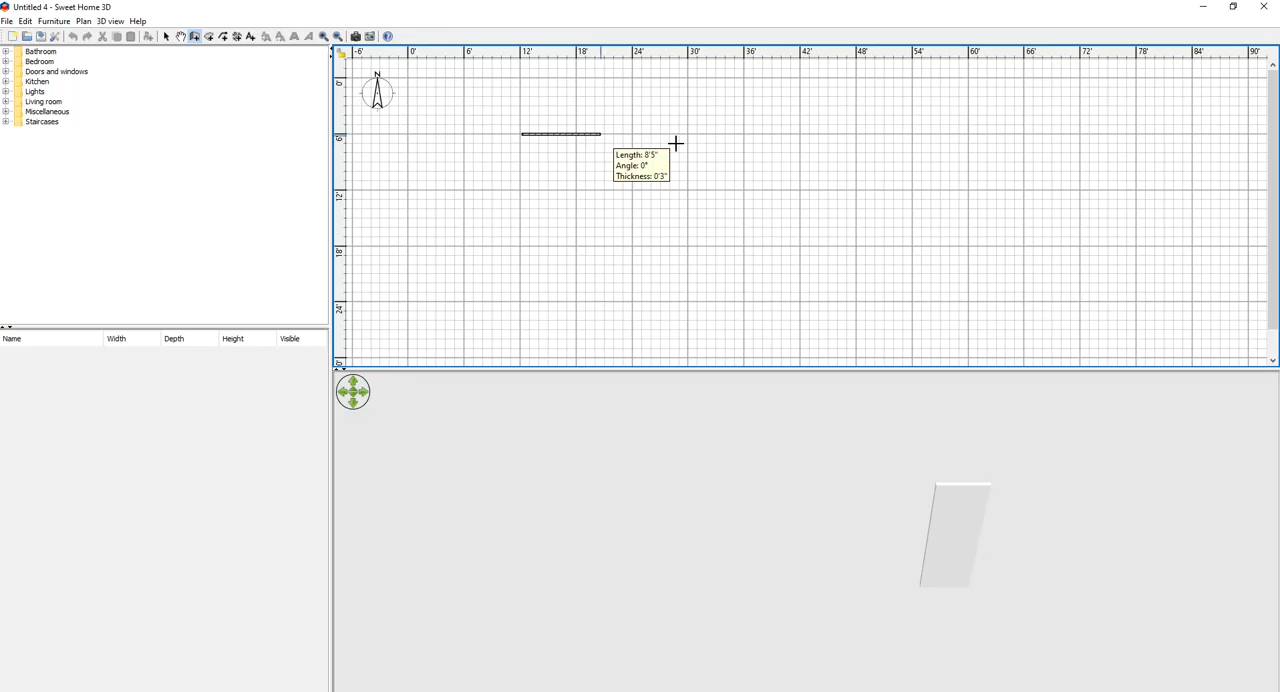 Untitled 4 - Sweet Home 3D
File Edit Furniture Plan 3D view Help
Bathroom
Bedroom
Doors and windows
Kitchen
Lights
Living room
Miscellaneous
Staircases
-6' 0' 6' 12' 18' 24' 30' 36' 42' 48' 54' 60' 66' 72' 78' 84' 90'
0'
6'
12'
18'
24'
N
Length: 8'5"
Angle: 0°
Thickness: 0'3"
Name Width Depth Height Visible